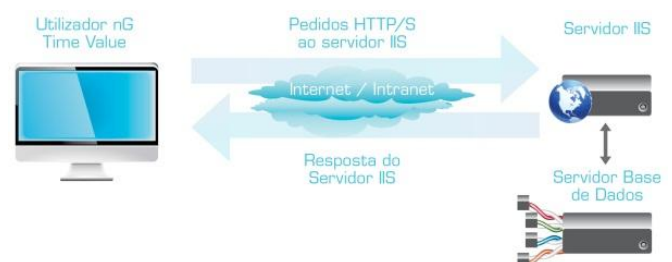 Utilizador nG
Time Value
Pedidos HTTP/S
ao servidor IIS
Servidor IIS
Internet / Intranet
Resposta do
Servidor IIS
Servidor Base
de Dados